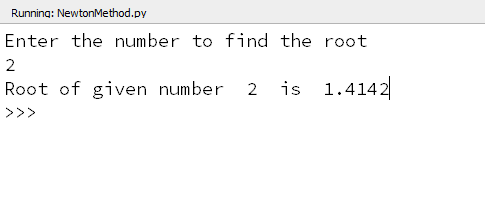 Running: NewtonMethod.py
Enter the number to find the root
2
Root of given number  2  is  1.4142
>>>